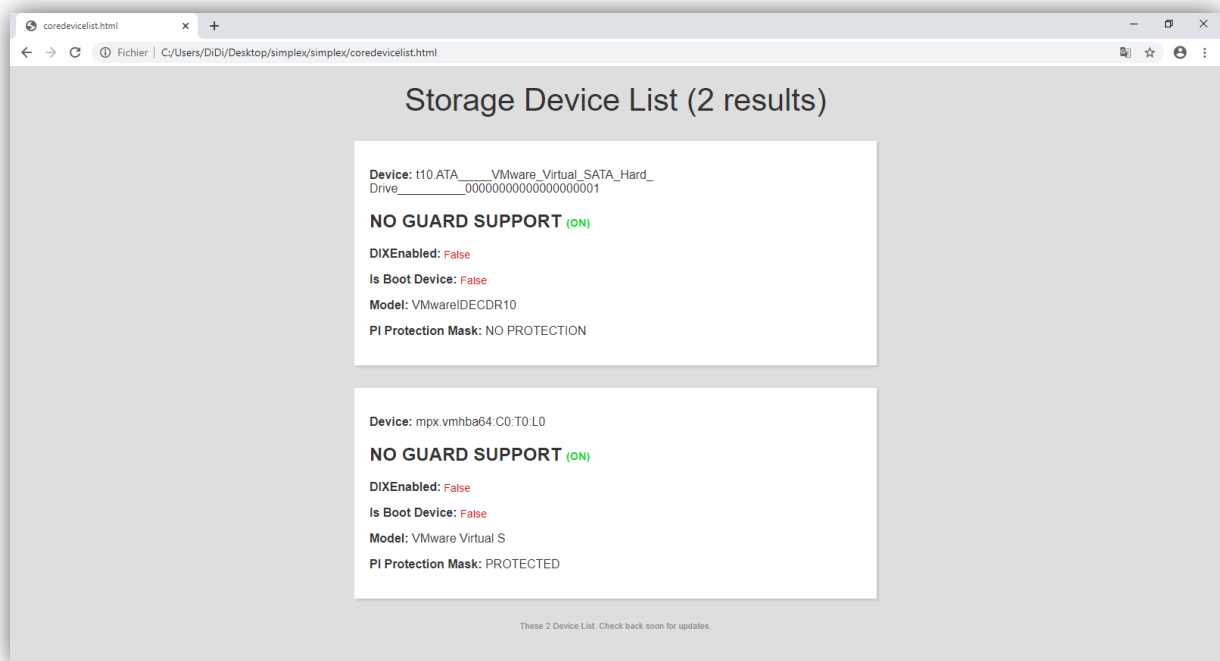 coredevicelist.html
Fichier | C:/Users/DiDi/Desktop/simplex/simplex/coredevicelist.html
Storage Device List (2 results)
Device: t10.ATA_____VMware_Virtual_SATA_Hard_
Drive__________00000000000000000001
NO GUARD SUPPORT (ON)
DIXEnabled: False
Is Boot Device: False
Model: VMwareIDECDR10
PI Protection Mask: NO PROTECTION
Device: mpx.vmhba64:C0:T0:L0
NO GUARD SUPPORT (ON)
DIXEnabled: False
Is Boot Device: False
Model: VMware Virtual S
PI Protection Mask: PROTECTED
These 2 Device List. Check back soon for updates.